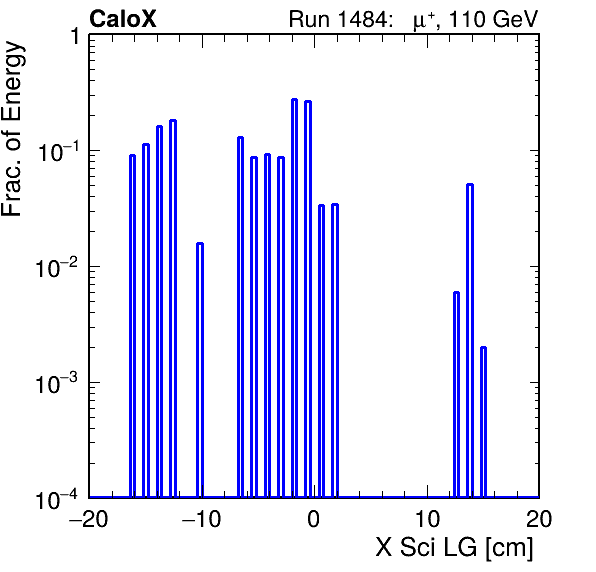 CaloX Run 1484: μ⁺, 110 GeV
Frac. of Energy
1
10⁻¹
10⁻²
10⁻³
10⁻⁴
−20 −10 0 10 20
X Sci LG [cm]